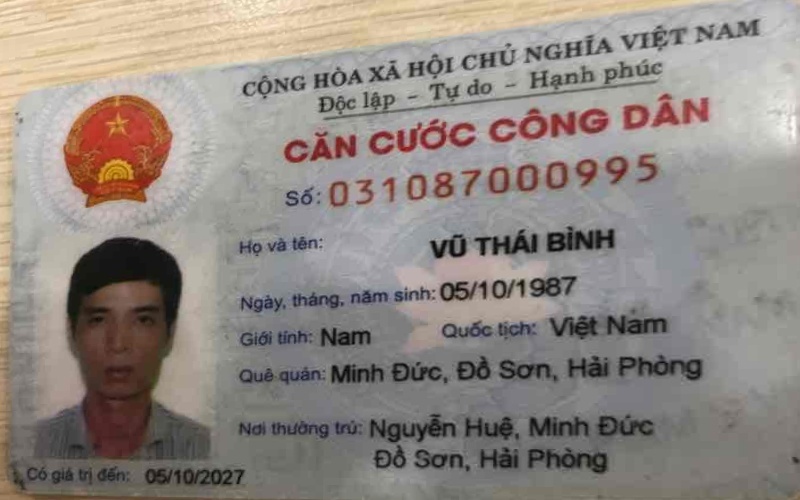 CỘNG HÒA XÃ HỘI CHỦ NGHĨA VIỆT NAM
Độc lập - Tự do - Hạnh phúc
CĂN CƯỚC CÔNG DÂN
Số: 031087000995
Họ và tên: VŨ THÁI BÌNH
Ngày, tháng, năm sinh: 05/10/1987
Giới tính: Nam Quốc tịch: Việt Nam
Quê quán: Minh Đức, Đồ Sơn, Hải Phòng
Nơi thường trú: Nguyễn Huệ, Minh Đức
Đồ Sơn, Hải Phòng
Có giá trị đến: 05/10/2027